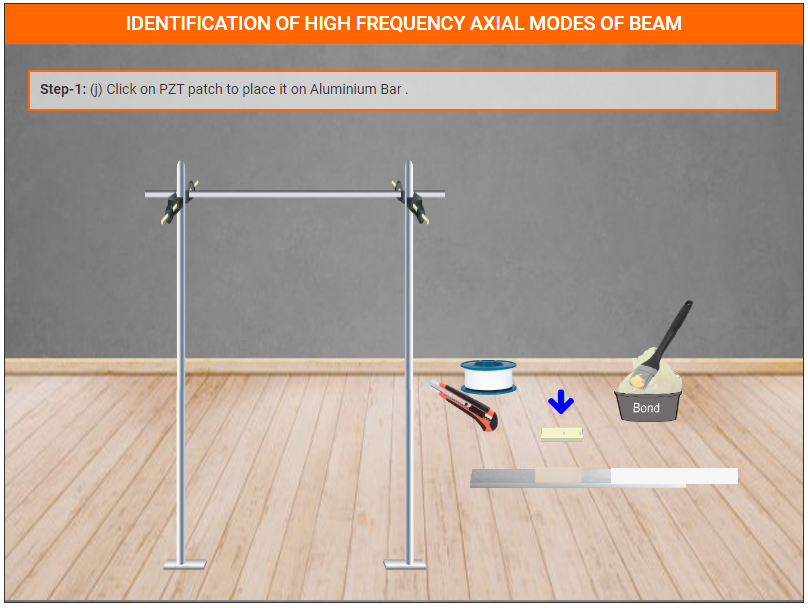 IDENTIFICATION OF HIGH FREQUENCY AXIAL MODES OF BEAM
Step-1: (j) Click on PZT patch to place it on Aluminium Bar .
Bond